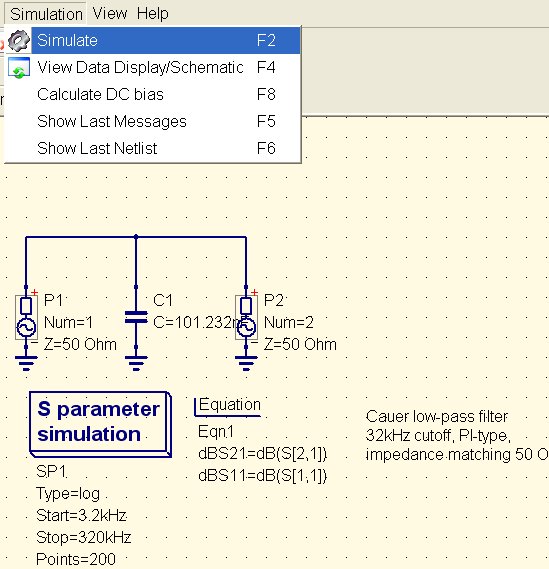 Simulation View Help
Simulate F2
View Data Display/Schematic F4
Calculate DC bias F8
Show Last Messages F5
Show Last Netlist F6
P1
Num=1
Z=50 Ohm
C1
C=101.232n
P2
Num=2
Z=50 Ohm
S parameter
simulation
SP1
Type=log
Start=3.2kHz
Stop=320kHz
Points=200
Equation
Eqn1
dBS21=dB(S[2,1])
dBS11=dB(S[1,1])
Cauer low-pass filter
32kHz cutoff, PI-type,
impedance matching 50 O